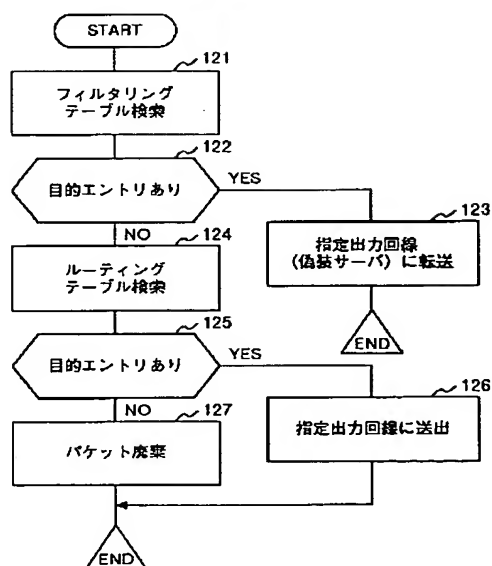 START
121
フィルタリング
テーブル検索
122
目的エントリあり
YES
123
指定出力回線
(偽装サーバ)に転送
END
NO
124
ルーティング
テーブル検索
125
目的エントリあり
YES
126
指定出力回線に送出
NO
127
パケット廃棄
END